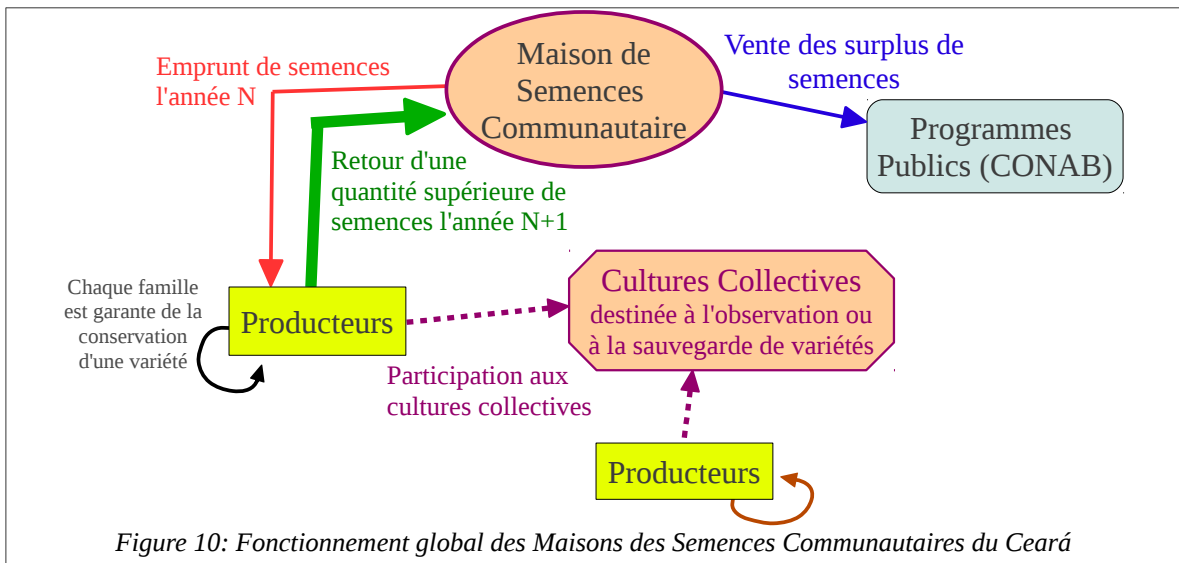 Maison de
Semences
Communautaire
Vente des surplus de
semences
Emprunt de semences
l'année N
Programmes
Publics (CONAB)
Retour d'une
quantité supérieure de
semences l'année N+1
Chaque famille
est garante de la
conservation
d'une variété
Producteurs
Cultures Collectives
destinée à l'observation ou
à la sauvegarde de variétés
Participation aux
cultures collectives
Producteurs
Figure 10: Fonctionnement global des Maisons des Semences Communautaires du Ceará